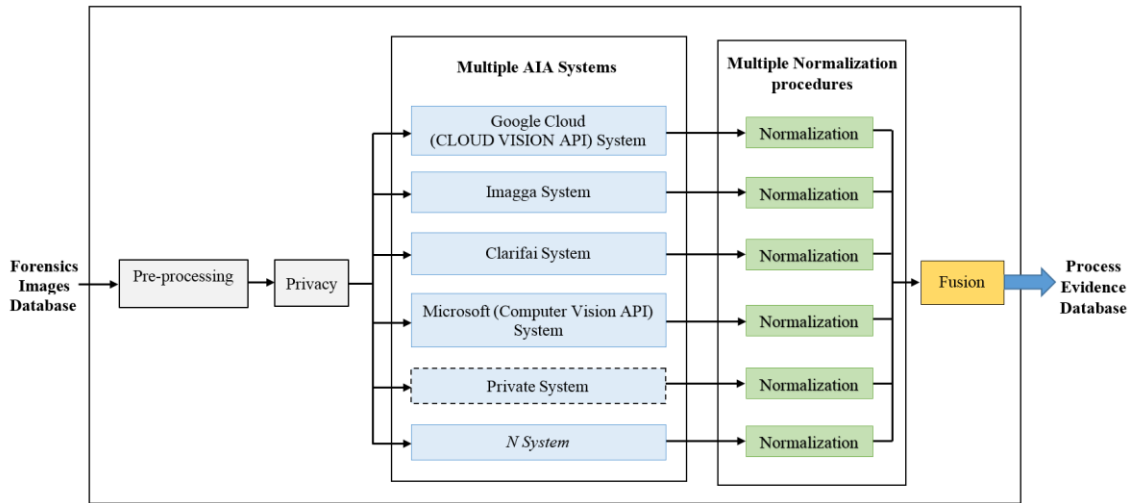 Multiple AIA Systems
Multiple Normalization
procedures
Google Cloud
(CLOUD VISION API) System
Normalization
Imagga System
Normalization
Forensics
Images
Database
Pre-processing
Privacy
Clarifai System
Normalization
Fusion
Process
Evidence
Database
Microsoft (Computer Vision API)
System
Normalization
Private System
Normalization
N System
Normalization